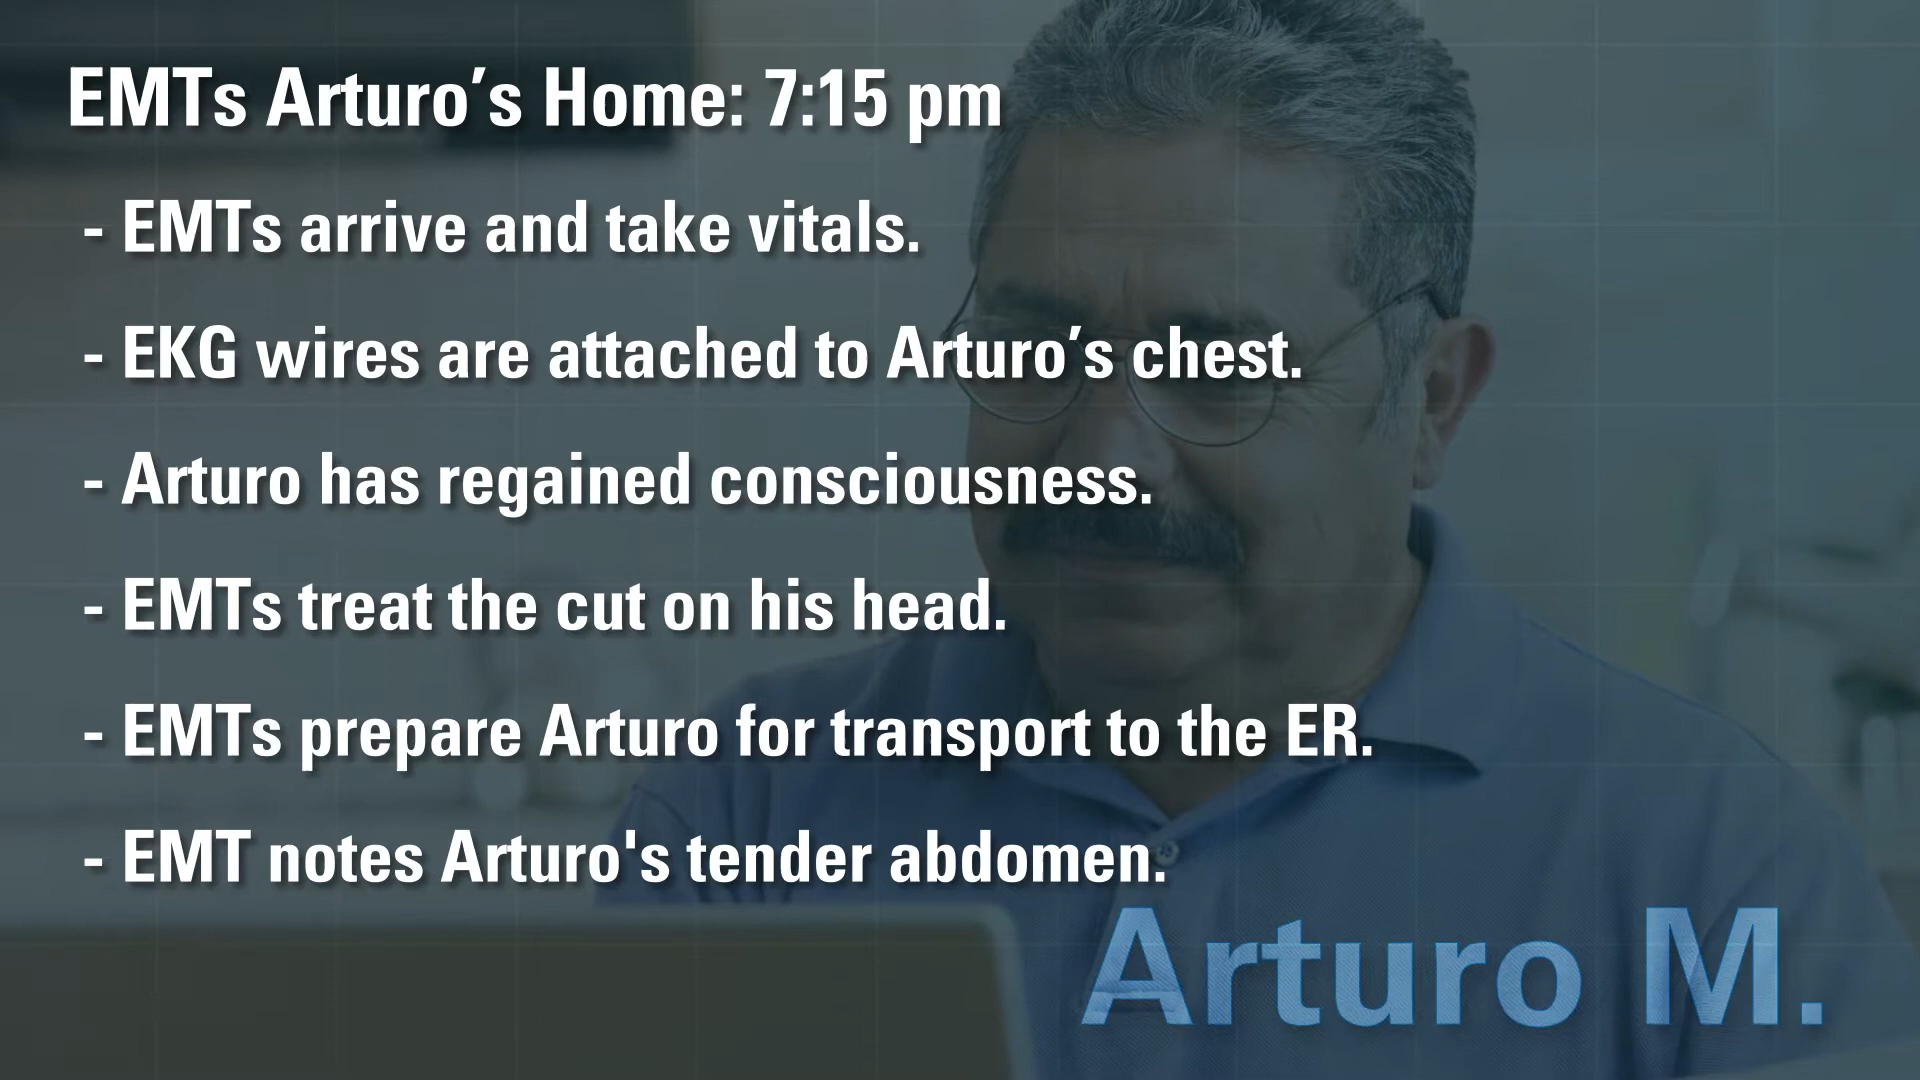 EMTs Arturo’s Home: 7:15 pm
- EMTs arrive and take vitals.
- EKG wires are attached to Arturo’s chest.
- Arturo has regained consciousness.
- EMTs treat the cut on his head.
- EMTs prepare Arturo for transport to the ER.
- EMT notes Arturo's tender abdomen.
Arturo M.